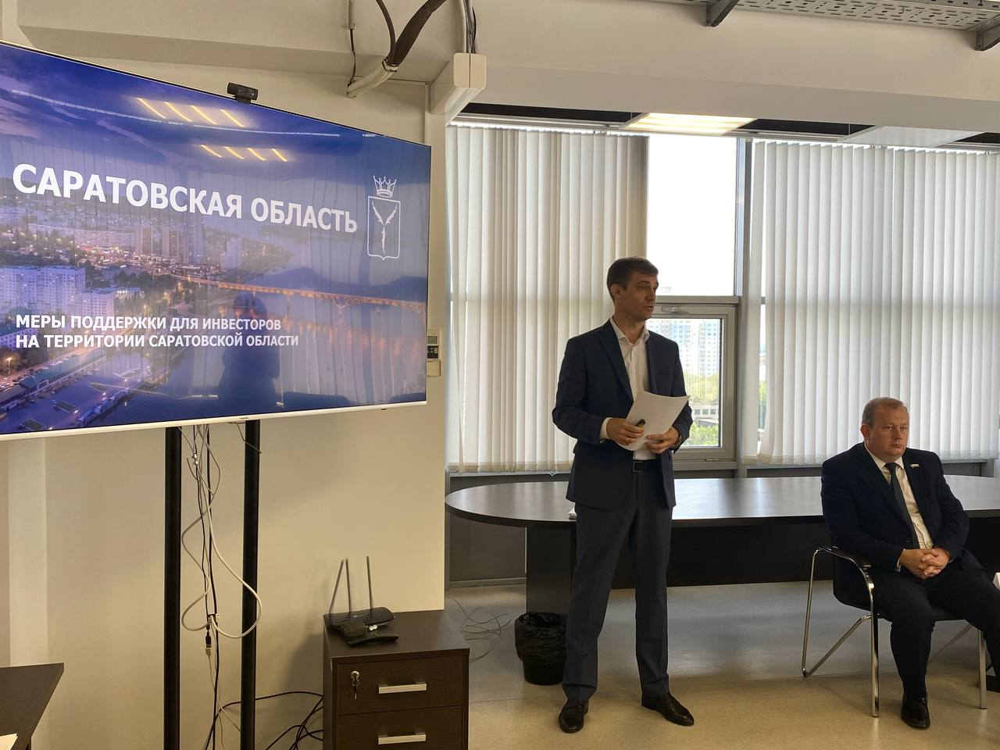 САРАТОВСКАЯ ОБЛАСТЬ
МЕРЫ ПОДДЕРЖКИ ДЛЯ ИНВЕСТОРОВ
НА ТЕРРИТОРИИ САРАТОВСКОЙ ОБЛАСТИ